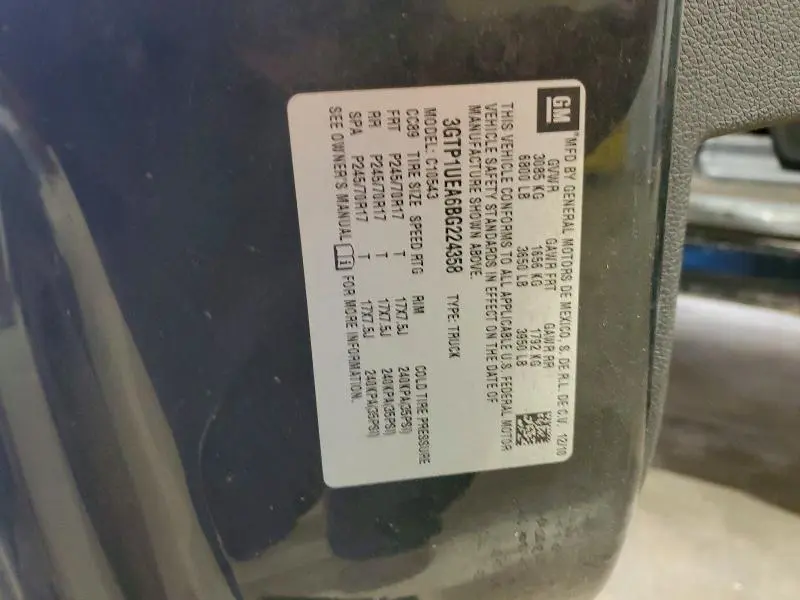 GM
"MFD BY GENERAL MOTORS DE MEXICO, S. DE R.L. DE C.V. 12/10
GVWR GAWR FRT GAWR RR
3085 KG 1656 KG 1792 KG
6800 LB 3650 LB 3950 LB
THIS VEHICLE CONFORMS TO ALL APPLICABLE U.S. FEDERAL MOTOR
VEHICLE SAFETY STANDARDS IN EFFECT ON THE DATE OF
MANUFACTURE SHOWN ABOVE.
3GTP1UEA6BG224358 TYPE: TRUCK
MODEL: C10543
CC89 TIRE SIZE SPEED RTG RIM COLD TIRE PRESSURE
FRT P245/70R17 T 17X7.5J 240KPA(35PSI)
RR P245/70R17 T 17X7.5J 240KPA(35PSI)
SPA P245/70R17 T 17X7.5J 240KPA(35PSI)
SEE OWNER'S MANUAL FOR MORE INFORMATION.